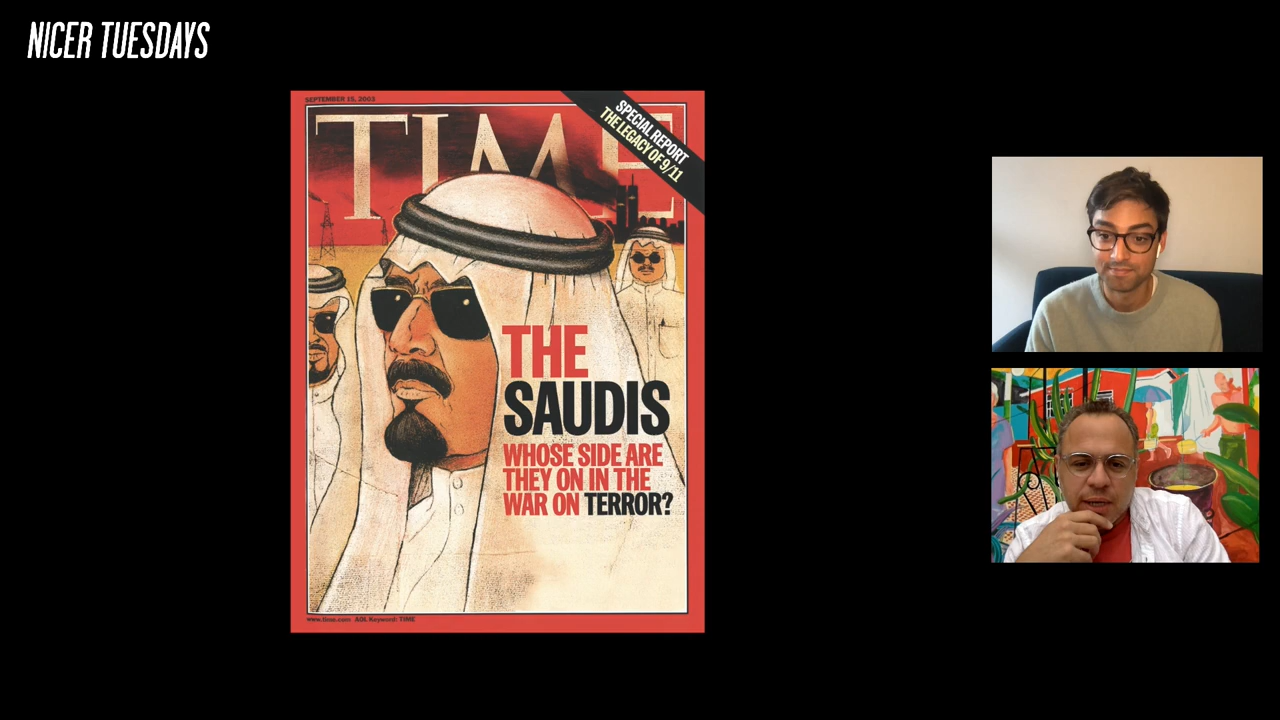 NICER TUESDAYS
SEPTEMBER 15, 2003
TIME
SPECIAL REPORT
THE LEGACY OF 9/11
THE
SAUDIS
WHOSE SIDE ARE
THEY ON IN THE
WAR ON TERROR?
www.time.com AOL Keyword: TIME